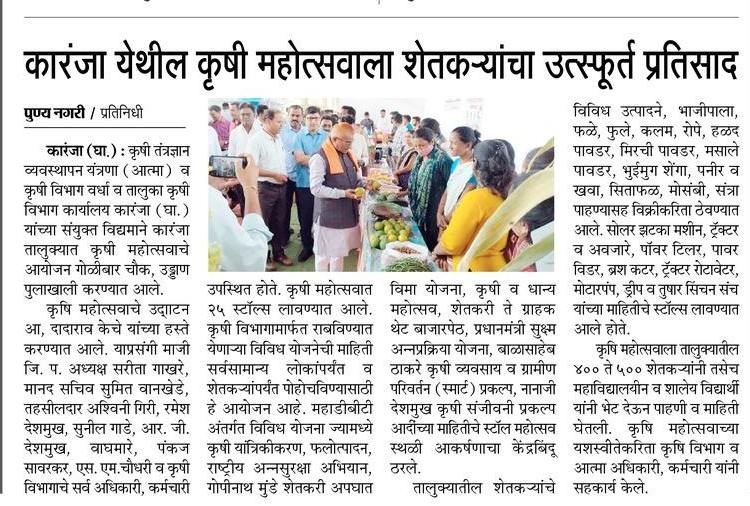 कारंजा येथील कृषी महोत्सवाला शेतकऱ्यांचा उत्स्फूर्त प्रतिसाद
पुण्य नगरी / प्रतिनिधी
कारंजा (घा.) : कृषी तंत्रज्ञान
व्यवस्थापन यंत्रणा (आत्मा) व
कृषी विभाग वर्धा व तालुका कृषी
विभाग कार्यालय कारंजा (घा.)
यांच्या संयुक्त विद्यमाने कारंजा
तालुक्यात कृषी महोत्सवाचे
आयोजन गोळीबार चौक, उड्डाण
पुलाखाली करण्यात आले.
कृषि महोत्सवाचे उद्घाटन
आ, दादाराव केचे यांच्या हस्ते
करण्यात आले. याप्रसंगी माजी
जि. प. अध्यक्ष सरीता गाखरे,
मानद सचिव सुमित वानखेडे,
तहसीलदार अश्विनी गिरी, रमेश
देशमुख, सुनील गाडे, आर. जी.
देशमुख, वाघमारे, पंकज
सावरकर, एस. एम.चौधरी व कृषी
विभागाचे सर्व अधिकारी, कर्मचारी
उपस्थित होते. कृषी महोत्सवात
२५ स्टॉल्स लावण्यात आले.
कृषी विभागामार्फत राबविण्यात
येणाऱ्या विविध योजनेची माहिती
सर्वसामान्य लोकांपर्यंत व
शेतकऱ्यांपर्यंत पोहोचविण्यासाठी
हे आयोजन आहे. महाडीबीटी
अंतर्गत विविध योजना ज्यामध्ये
कृषी यांत्रिकीकरण, फलोत्पादन,
राष्ट्रीय अन्नसुरक्षा अभियान,
गोपीनाथ मुंडे शेतकरी अपघात
विमा योजना, कृषी व धान्य
महोत्सव, शेतकरी ते ग्राहक
थेट बाजारपेठ, प्रधानमंत्री सुक्ष्म
अन्नप्रक्रिया योजना, बाळासाहेब
ठाकरे कृषी व्यवसाय व ग्रामीण
परिवर्तन (स्मार्ट) प्रकल्प, नानाजी
देशमुख कृषी संजीवनी प्रकल्प
आदींच्या माहितीचे स्टॉल महोत्सव
स्थळी आकर्षणाचा केंद्रबिंदू
ठरले.
तालुक्यातील शेतकऱ्यांचे
विविध उत्पादने, भाजीपाला,
फळे, फुले, कलम, रोपे, हळद
पावडर, मिरची पावडर, मसाले
पावडर, भुईमुग शेंगा, पनीर व
खवा, सिताफळ, मोसंबी, संत्रा
पाहण्यासाह विक्रीकरिता ठेवण्यात
आले. सोलर झटका मशीन, ट्रॅक्टर
व अवजारे, पॉवर टिलर, पावर
विडर, ब्रश कटर, ट्रॅक्टर रोटावेटर,
मोटारपंप, ड्रीप व तुषार सिंचन संच
यांच्या माहितीचे स्टॉल्स लावण्यात
आले होते.
कृषि महोत्सवाला तालुक्यातील
४०० ते ५०० शेतकऱ्यांनी तसेच
महाविद्यालयीन व शालेय विद्यार्थी
यांनी भेट देऊन पाहणी व माहिती
घेतली. कृषि महोत्सवाच्या
यशस्वीतेकरिता कृषि विभाग व
आत्मा अधिकारी, कर्मचारी यांनी
सहकार्य केले.